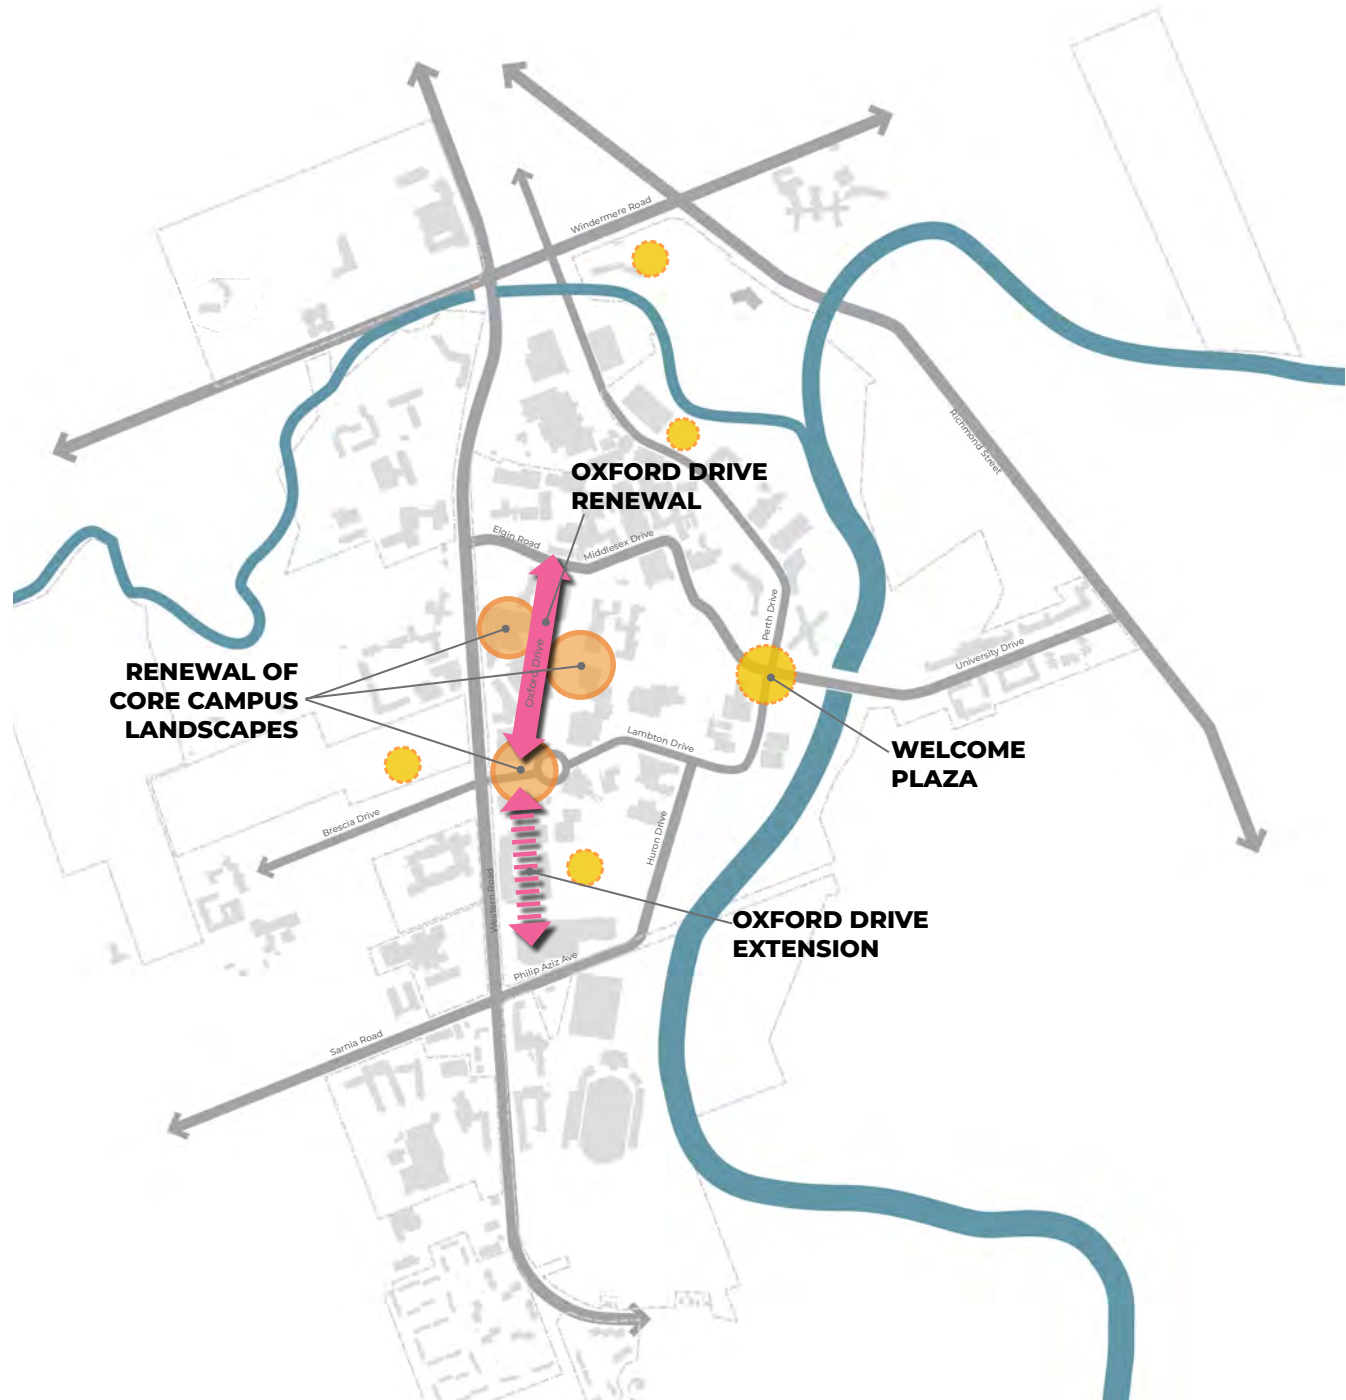 Windermere Road
Richmond Street
OXFORD DRIVE
RENEWAL
Elgin Road
Middlesex Drive
Perth Drive
Oxford Drive
University Drive
RENEWAL OF
CORE CAMPUS
LANDSCAPES
Lambton Drive
WELCOME
PLAZA
Brescia Drive
Huron Drive
Western Road
OXFORD DRIVE
EXTENSION
Philip Aziz Ave
Sarnia Road